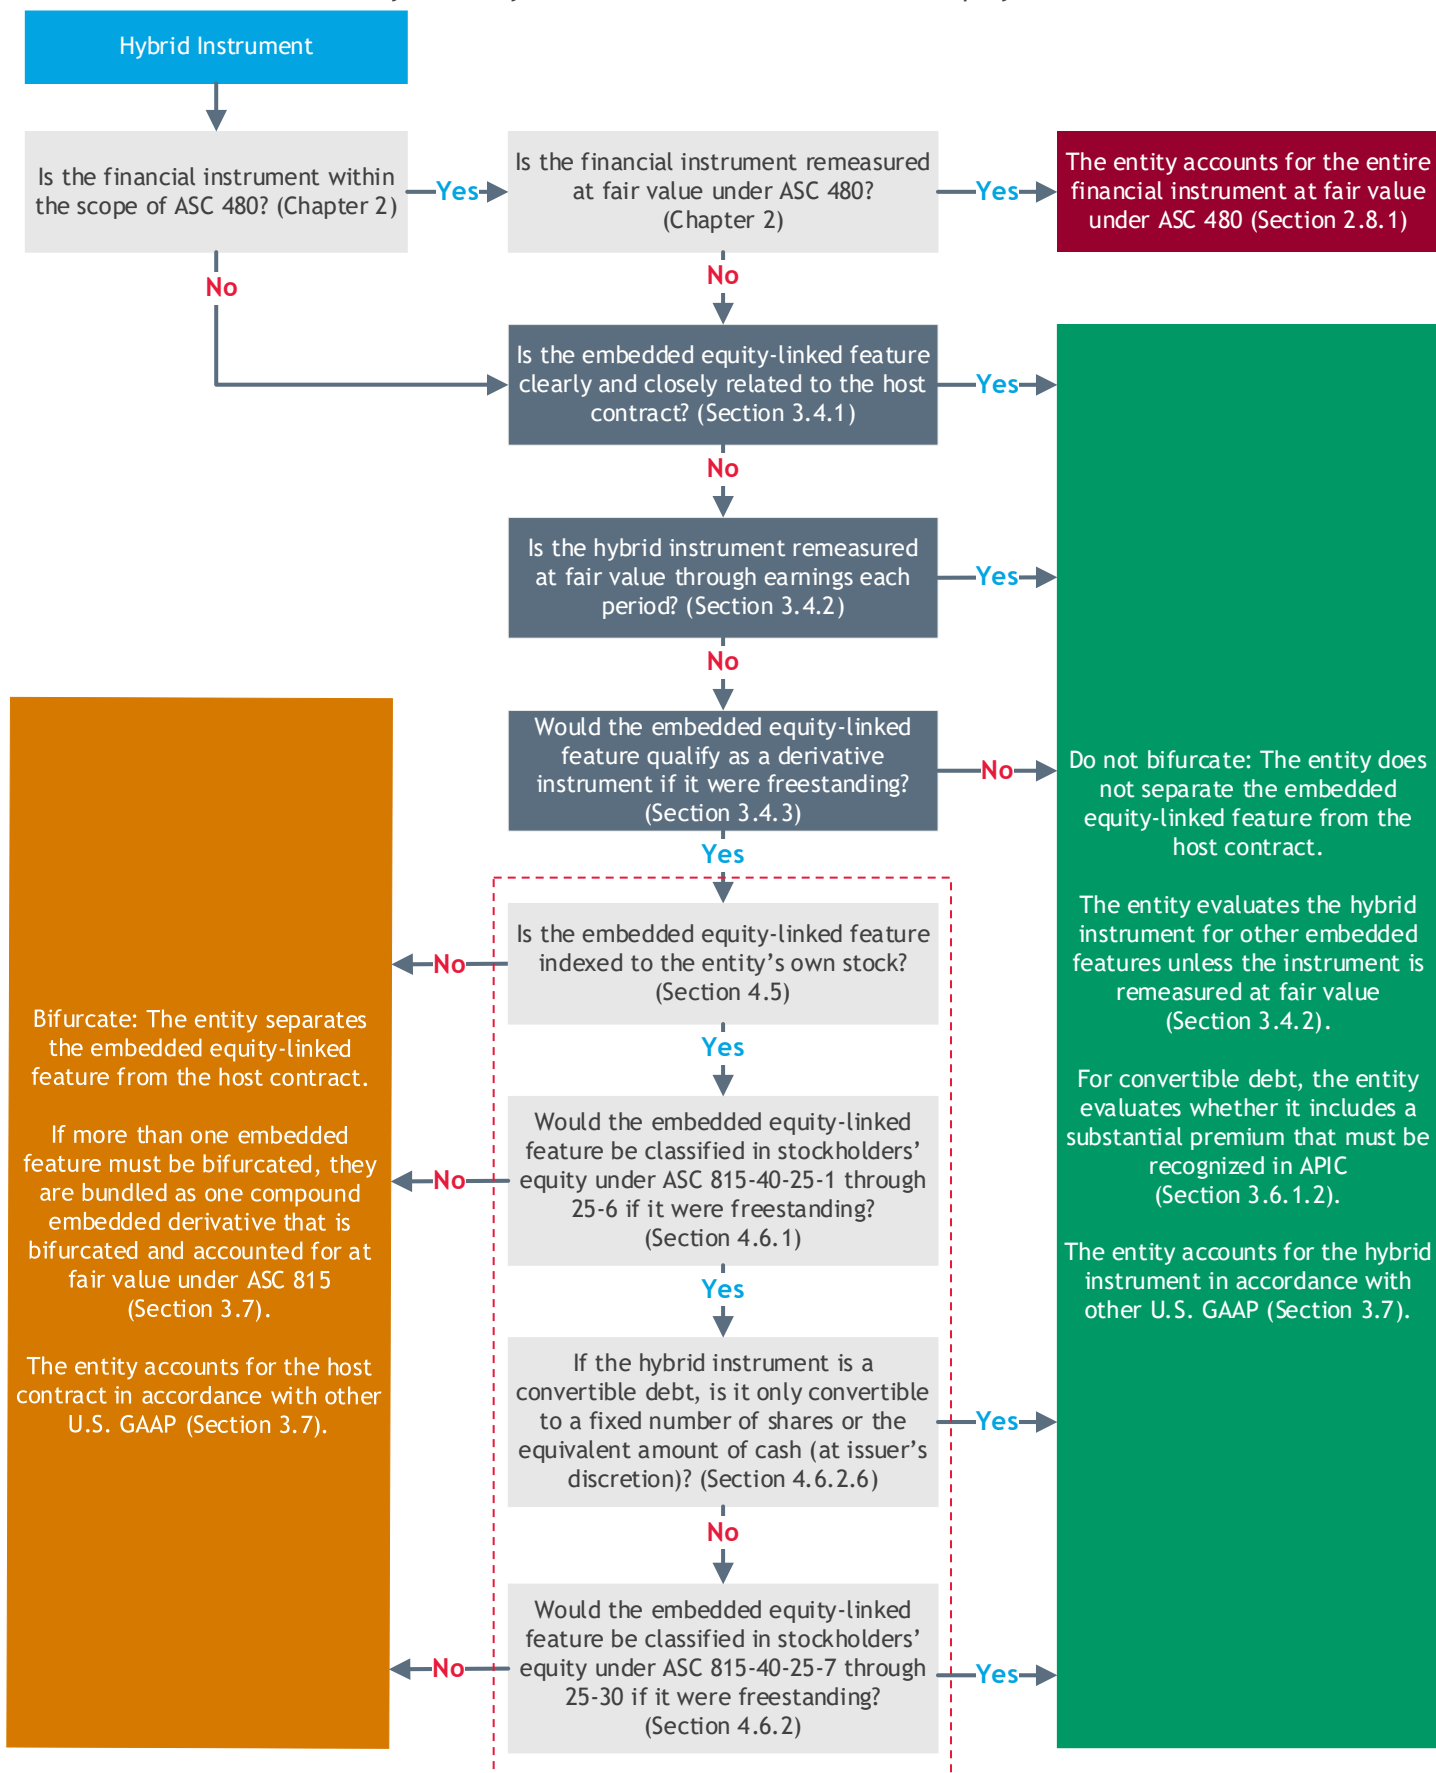 Hybrid Instrument
Is the financial instrument within
the scope of ASC 480? (Chapter 2)
Yes
Is the financial instrument remeasured
at fair value under ASC 480?
(Chapter 2)
Yes
The entity accounts for the entire
financial instrument at fair value
under ASC 480 (Section 2.8.1)
No
No
Is the embedded equity-linked feature
clearly and closely related to the host
contract? (Section 3.4.1)
Yes
No
Is the hybrid instrument remeasured
at fair value through earnings each
period? (Section 3.4.2)
Yes
No
Would the embedded equity-linked
feature qualify as a derivative
instrument if it were freestanding?
(Section 3.4.3)
No
Yes
Is the embedded equity-linked feature
indexed to the entity's own stock?
(Section 4.5)
No
Yes
Would the embedded equity-linked
feature be classified in stockholders'
equity under ASC 815-40-25-1 through
25-6 if it were freestanding?
(Section 4.6.1)
No
Yes
If the hybrid instrument is a
convertible debt, is it only convertible
to a fixed number of shares or the
equivalent amount of cash (at issuer's
discretion)? (Section 4.6.2.6)
Yes
No
Would the embedded equity-linked
feature be classified in stockholders'
equity under ASC 815-40-25-7 through
25-30 if it were freestanding?
(Section 4.6.2)
No
Yes
Bifurcate: The entity separates
the embedded equity-linked
feature from the host contract.
If more than one embedded
feature must be bifurcated, they
are bundled as one compound
embedded derivative that is
bifurcated and accounted for at
fair value under ASC 815
(Section 3.7).
The entity accounts for the host
contract in accordance with other
U.S. GAAP (Section 3.7).
Do not bifurcate: The entity does
not separate the embedded
equity-linked feature from the
host contract.
The entity evaluates the hybrid
instrument for other embedded
features unless the instrument is
remeasured at fair value
(Section 3.4.2).
For convertible debt, the entity
evaluates whether it includes a
substantial premium that must be
recognized in APIC
(Section 3.6.1.2).
The entity accounts for the hybrid
instrument in accordance with
other U.S. GAAP (Section 3.7).